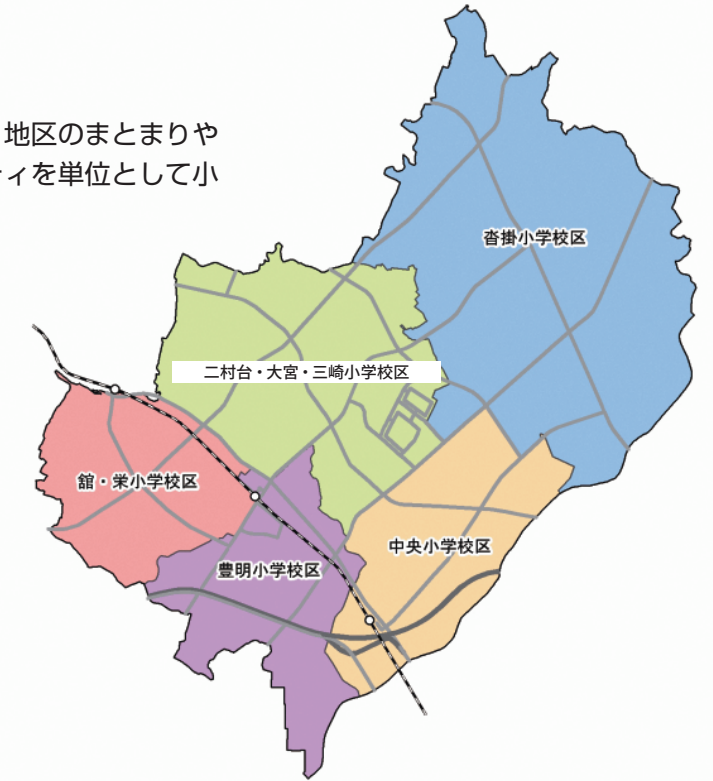 地区のまとまりや
ィを単位として小
沓掛小学校区
二村台・大宮・三崎小学校区
舘・栄小学校区
中央小学校区
豊明小学校区